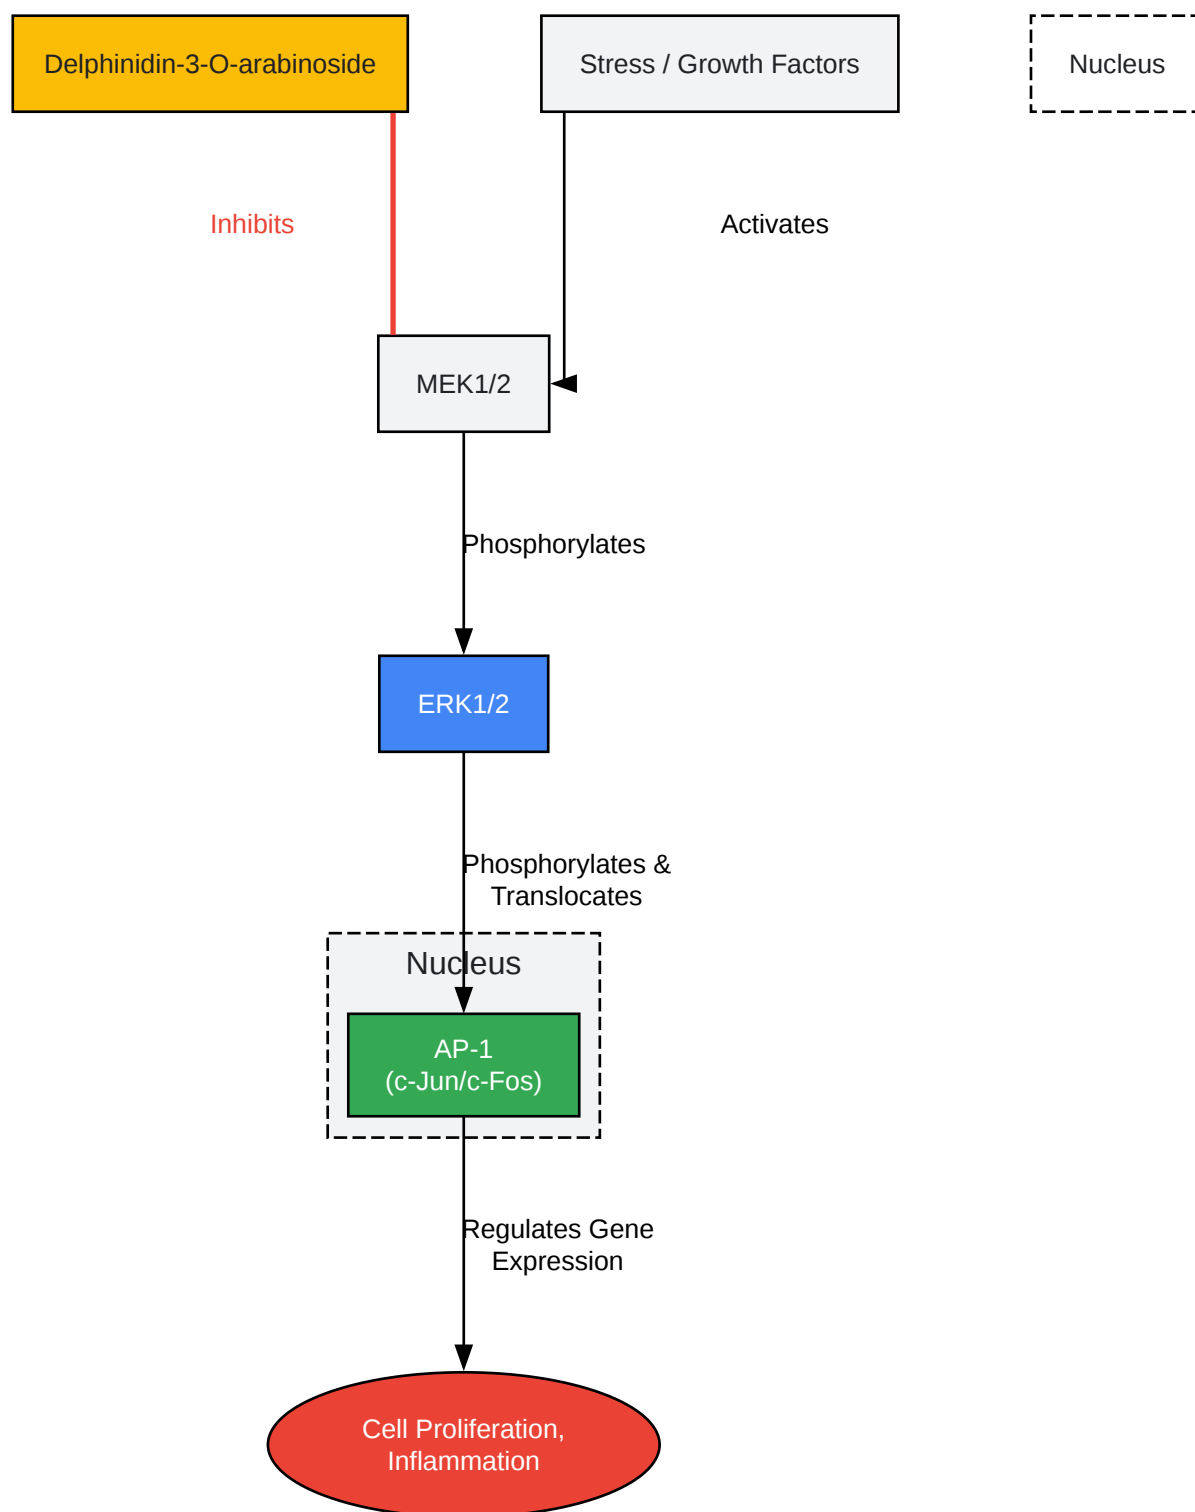 Delphinidin-3-O-arabinoside
Stress / Growth Factors
Nucleus
Inhibits
Activates
MEK1/2
Phosphorylates
ERK1/2
Phosphorylates &
Translocates
Nucleus
AP-1
(c-Jun/c-Fos)
Regulates Gene
Expression
Cell Proliferation,
Inflammation